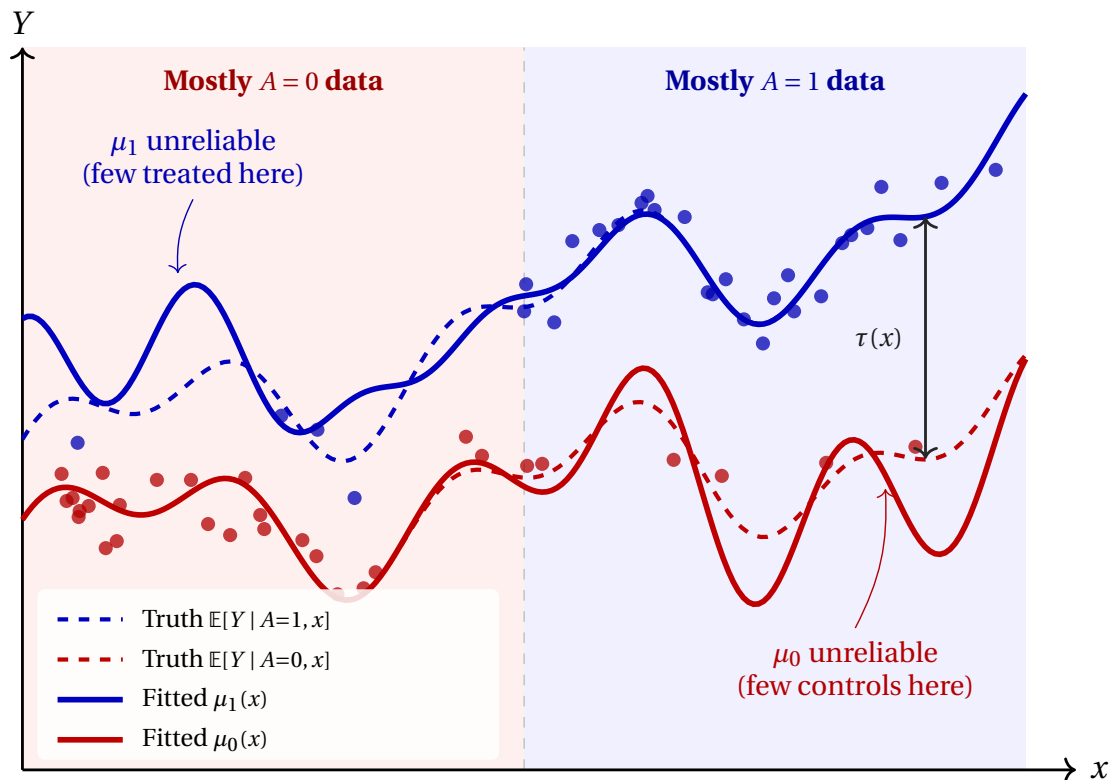 Y
Mostly A = 0 data
Mostly A = 1 data
μ₁ unreliable
(few treated here)
τ(x)
Truth 𝔼[Y | A=1, x]
Truth 𝔼[Y | A=0, x]
Fitted μ₁(x)
Fitted μ₀(x)
μ₀ unreliable
(few controls here)
x